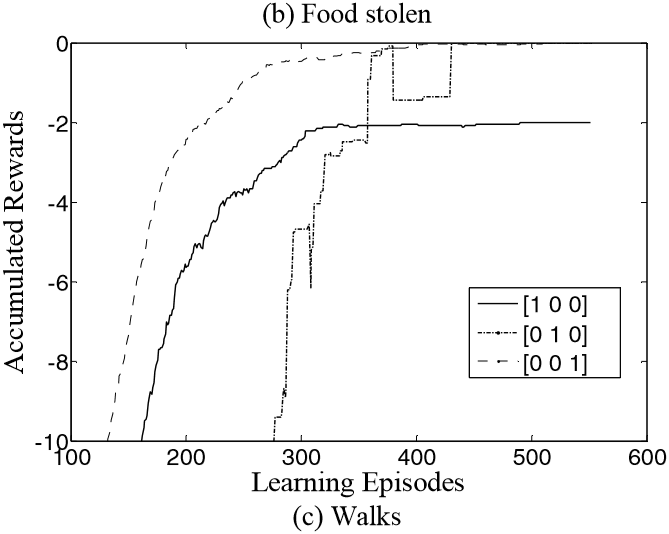 (b) Food stolen
0
-2
-4
-6
-8
-10
Accumulated Rewards
[1 0 0]
[0 1 0]
[0 0 1]
100 200 300 400 500 600
Learning Episodes
(c) Walks